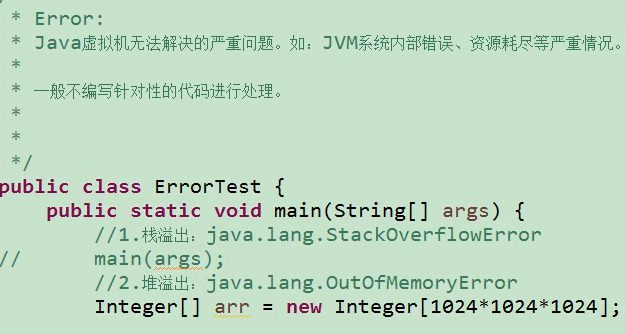 * Error:
* Java虚拟机无法解决的严重问题。如：JVM系统内部错误、资源耗尽等严重情况。
*
* 一般不编写针对性的代码进行处理。
*
*
*/
public class ErrorTest {
public static void main(String[] args) {
//1.栈溢出：java.lang.StackOverflowError
// main(args);
//2.堆溢出：java.lang.OutOfMemoryError
Integer[] arr = new Integer[1024*1024*1024];